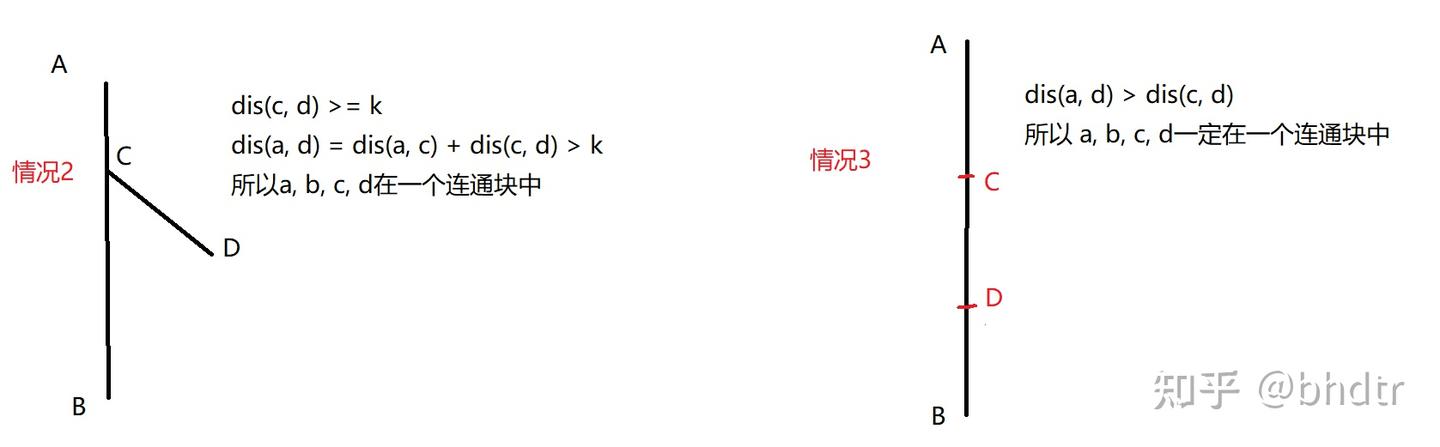 A
情况2
C
dis(c, d) >= k
dis(a, d) = dis(a, c) + dis(c, d) > k
所以a, b, c, d在一个连通块中
D
B
A
情况3
dis(a, d) > dis(c, d)
所以 a, b, c, d一定在一个连通块中
C
D
B
知乎 @bhdtr